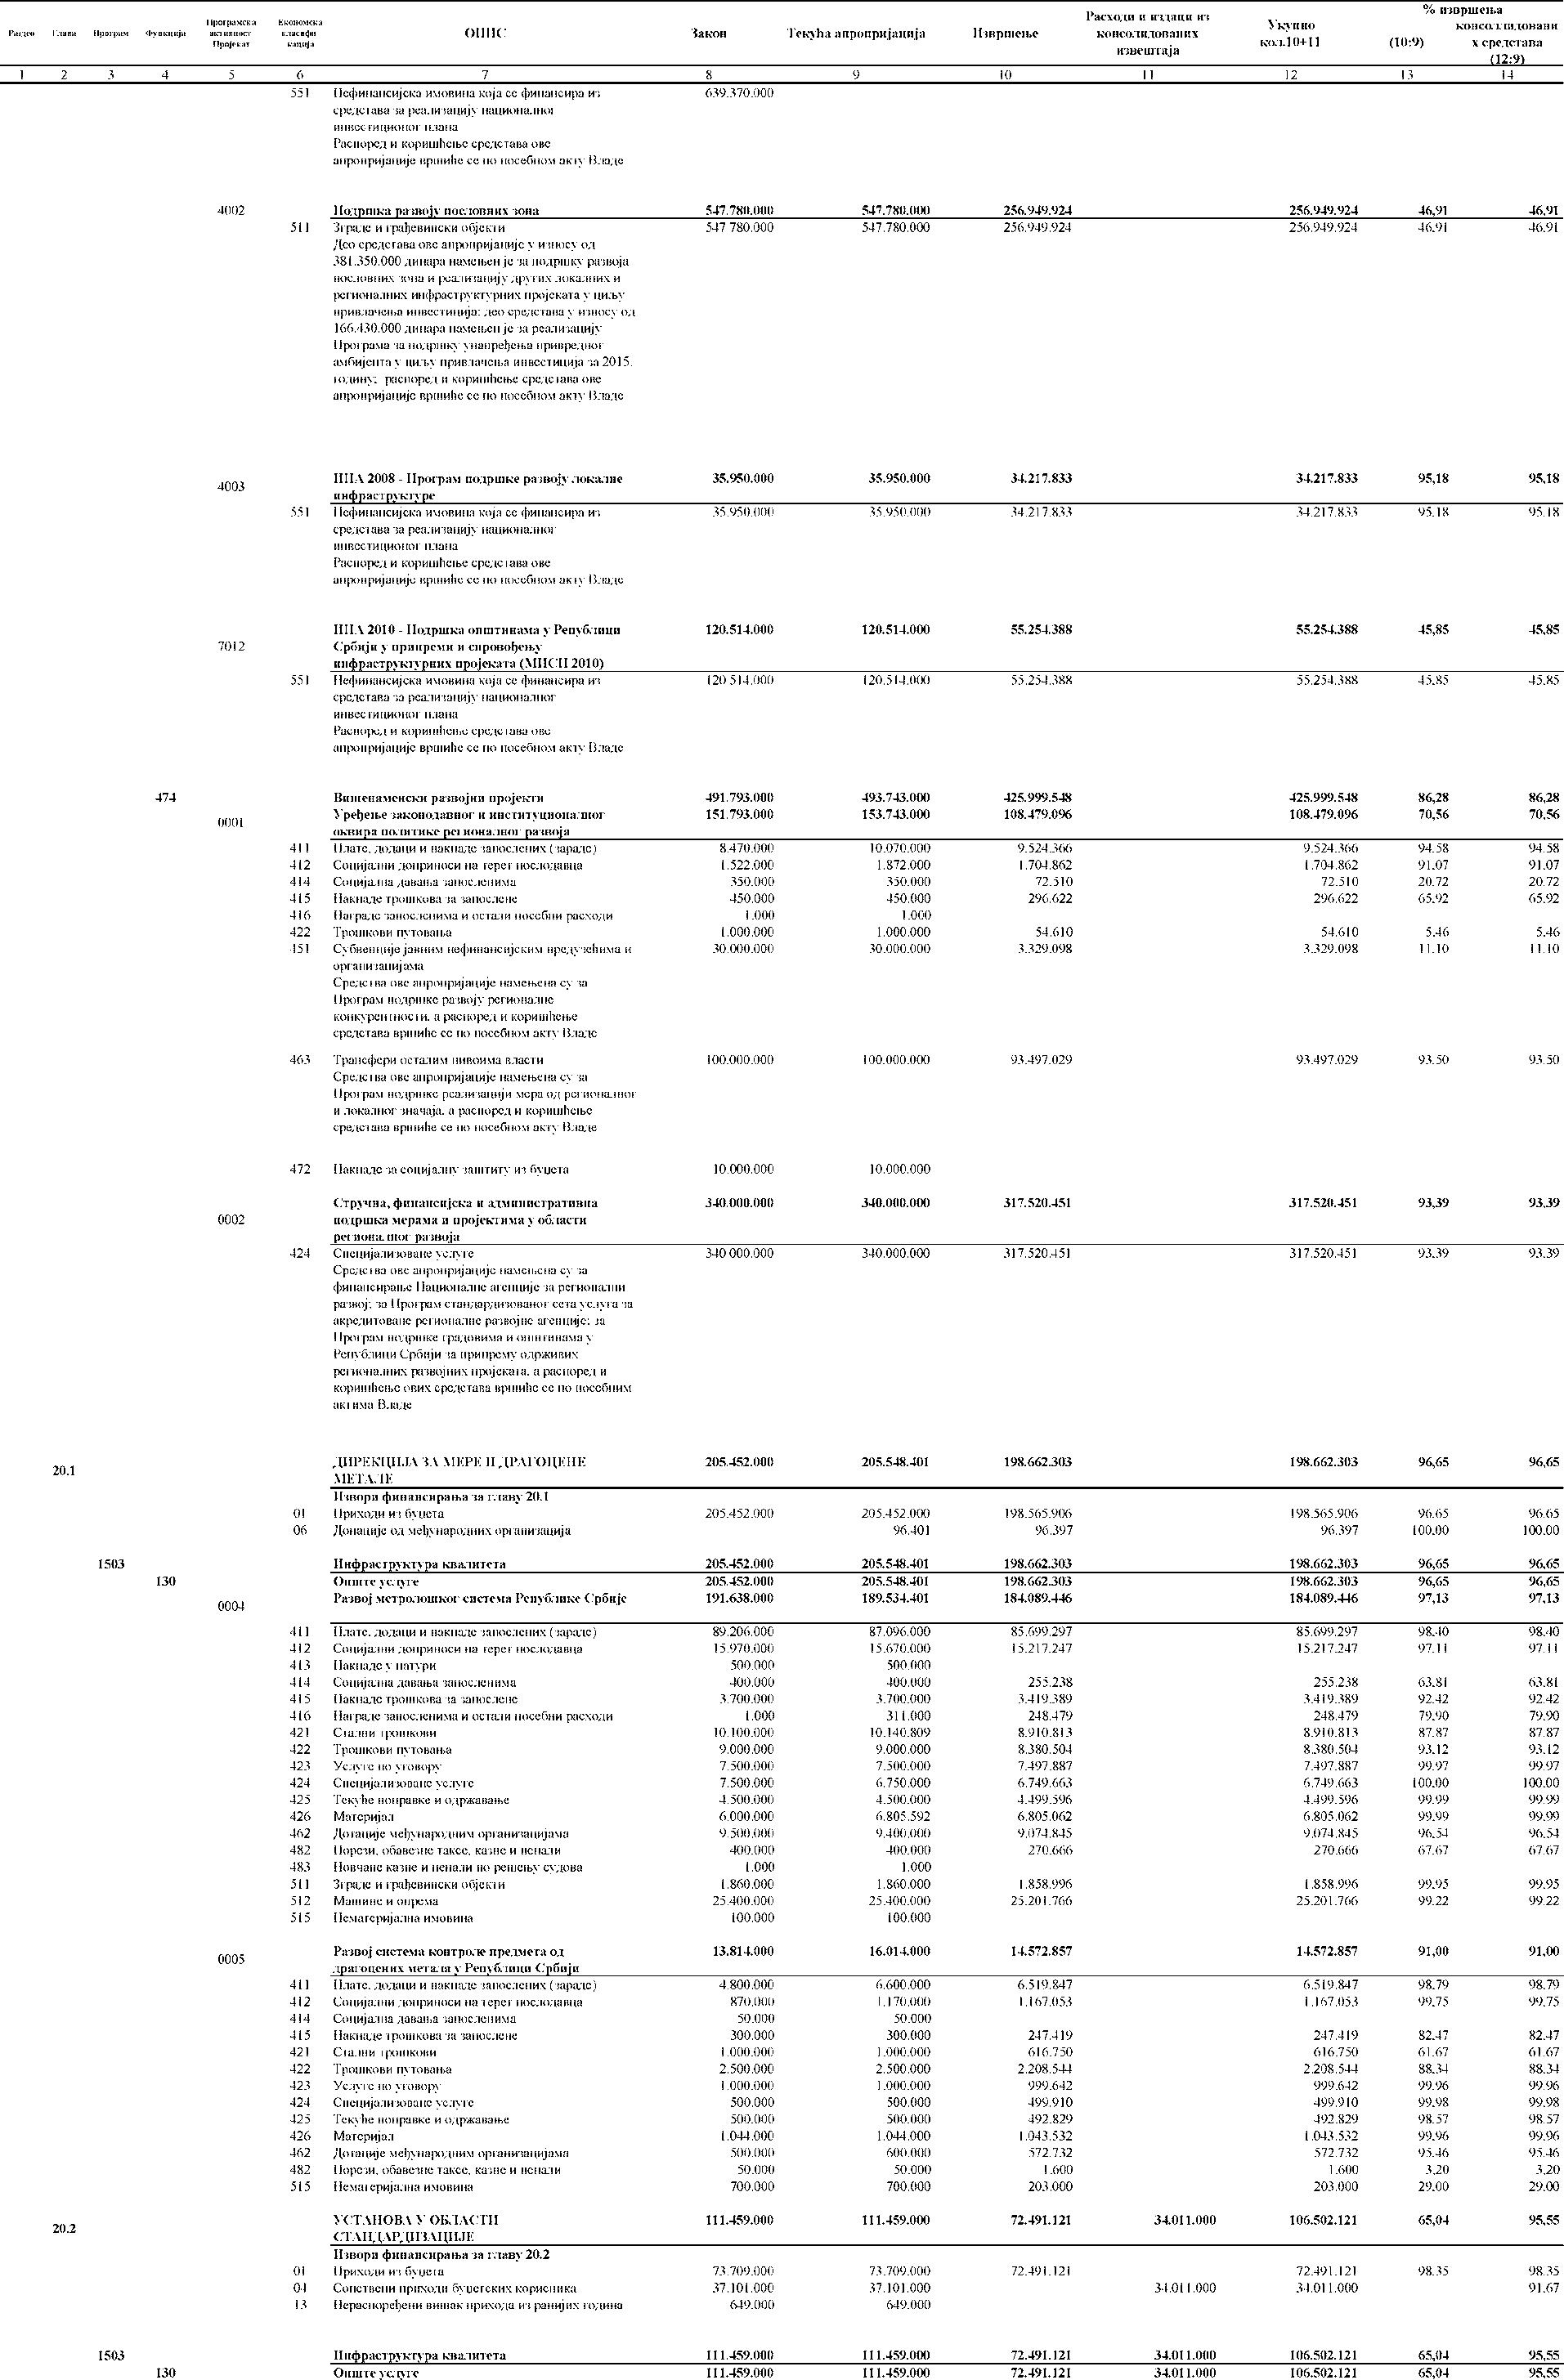 Раздео Глава Програм Функција Програмска активност Пројекат Економска класификација ОПИС Закон Текућа апропријација Извршење Расходи и издаци из консолидованих извештаја Укупно кол.10+11 % извршења (10:9) консолидованих средстава (12:9)
1 2 3 4 5 6 7 8 9 10 11 12 13 14
551 Нефинансијска имовина која се финансира из 639.370.000
средстава за реализацију националног
инвестиционог плана
Распоред и коришћење средстава ове
апропријације вршиће се по посебном акту Владе
4002 Подршка развоју пословних зона 547.780.000 547.780.000 256.949.924 256.949.924 46,91 46,91
511 Зграде и грађевински објекти 547.780.000 547.780.000 256.949.924 256.949.924 46,91 46,91
Део средстава ове апропријације у износу од
381.350.000 динара намењен је за подршку развоја
пословних зона и реализацију других локалних и
регионалних инфраструктурних пројеката у циљу
привлачења инвестиција; део средстава у износу од
166.430.000 динара намењен је за реализацију
Програма за подршку унапређења привредног
амбијента у циљу привлачења инвестиција за 2015.
годину; распоред и коришћење средстава ове
апропријације вршиће се по посебном акту Владе
4003 ИПА 2008 - Програм подршке развоју локалне 35.950.000 35.950.000 34.217.833 34.217.833 95,18 95,18
инфраструктуре
551 Нефинансијска имовина која се финансира из 35.950.000 35.950.000 34.217.833 34.217.833 95,18 95,18
средстава за реализацију националног
инвестиционог плана
Распоред и коришћење средстава ове
апропријације вршиће се по посебном акту Владе
7012 ИПА 2010 - Подршка општинама у Републици 120.514.000 120.514.000 55.254.388 55.254.388 45,85 45,85
Србији у припреми и спровођењу
инфраструктурних пројеката (МИСП 2010)
551 Нефинансијска имовина која се финансира из 120.514.000 120.514.000 55.254.388 55.254.388 45,85 45,85
средстава за реализацију националног
инвестиционог плана
Распоред и коришћење средстава ове
апропријације вршиће се по посебном акту Владе
474 Вишенаменски развојни пројекти 491.793.000 493.743.000 425.999.548 425.999.548 86,28 86,28
0001 Уређење законодавног и институционалног 151.793.000 153.743.000 108.479.096 108.479.096 70,56 70,56
оквира политике регионалног развоја
411 Плате, додаци и накнаде запослених (зараде) 8.470.000 10.070.000 9.524.366 9.524.366 94,58 94,58
412 Социјални доприноси на терет послодавца 1.522.000 1.872.000 1.704.862 1.704.862 91,07 91,07
414 Социјална давања запосленима 350.000 350.000 72.510 72.510 20,72 20,72
415 Накнаде трошкова за запослене 450.000 450.000 296.622 296.622 65,92 65,92
416 Награде запосленима и остали посебни расходи 1.000 1.000
422 Трошкови путовања 1.000.000 1.000.000 54.610 54.610 5,46 5,46
451 Субвенције јавним нефинансијским предузећима и 30.000.000 30.000.000 3.329.098 3.329.098 11,10 11,10
организацијама
Средства ове апропријације намењена су за
Програм подршке развоју регионалне
конкурентности, а распоред и коришћење
средстава вршиће се по посебном акту Владе
463 Трансфери осталим нивоима власти 100.000.000 100.000.000 93.497.029 93.497.029 93,50 93,50
Средства ове апропријације намењена су за
Програм подршке реализацији мера од регионалног
и локалног значаја, а распоред и коришћење
средстава вршиће се по посебном акту Владе
472 Накнаде за социјалну заштиту из буџета 10.000.000 10.000.000
0002 Стручна, финансијска и административна 340.000.000 340.000.000 317.520.451 317.520.451 93,39 93,39
подршка мерама и пројектима у области
регионалног развоја
424 Специјализоване услуге 340.000.000 340.000.000 317.520.451 317.520.451 93,39 93,39
Средства ове апропријације намењена су за
финансирање Националне агенције за регионални
развој; за Програм стандардизованог сета услуга за
акредитоване регионалне развојне агенције; за
Програм подршке градовима и општинама у
Републици Србији за припрему одрживих
регионалних развојних пројеката, а распоред и
коришћење ових средстава вршиће се по посебним
актима Владе
20.1 ДИРЕКЦИЈА ЗА МЕРЕ И ДРАГОЦЕНЕ 205.452.000 205.548.401 198.662.303 198.662.303 96,65 96,65
МЕТАЛЕ
Извори финансирања за главу 20.1
01 Приходи из буџета 205.452.000 205.452.000 198.565.906 198.565.906 96,65 96,65
06 Донације од међународних организација 96.401 96.397 96.397 100,00 100,00
1503 Инфраструктура квалитета 205.452.000 205.548.401 198.662.303 198.662.303 96,65 96,65
130 Опште услуге 205.452.000 205.548.401 198.662.303 198.662.303 96,65 96,65
0004 Развој метролошког система Републике Србије 191.638.000 189.534.401 184.089.446 184.089.446 97,13 97,13
411 Плате, додаци и накнаде запослених (зараде) 89.206.000 87.096.000 85.699.297 85.699.297 98,40 98,40
412 Социјални доприноси на терет послодавца 15.970.000 15.670.000 15.217.247 15.217.247 97,11 97,11
413 Накнаде у натури 500.000 500.000
414 Социјална давања запосленима 400.000 400.000 255.238 255.238 63,81 63,81
415 Накнаде трошкова за запослене 3.700.000 3.700.000 3.419.389 3.419.389 92,42 92,42
416 Награде запосленима и остали посебни расходи 1.000 311.000 248.479 248.479 79,90 79,90
421 Стални трошкови 10.100.000 10.140.809 8.910.813 8.910.813 87,87 87,87
422 Трошкови путовања 9.000.000 9.000.000 8.380.504 8.380.504 93,12 93,12
423 Услуге по уговору 7.500.000 7.500.000 7.497.887 7.497.887 99,97 99,97
424 Специјализоване услуге 7.500.000 6.750.000 6.749.663 6.749.663 100,00 100,00
425 Текуће поправке и одржавање 4.500.000 4.500.000 4.499.596 4.499.596 99,99 99,99
426 Материјал 6.000.000 6.805.592 6.805.062 6.805.062 99,99 99,99
462 Дотације међународним организацијама 9.500.000 9.400.000 9.074.845 9.074.845 96,54 96,54
482 Порези, обавезне таксе, казне и пенали 400.000 400.000 270.666 270.666 67,67 67,67
483 Новчане казне и пенали по решењу судова 1.000 1.000
511 Зграде и грађевински објекти 1.860.000 1.860.000 1.858.996 1.858.996 99,95 99,95
512 Машине и опрема 25.400.000 25.400.000 25.201.766 25.201.766 99,22 99,22
515 Нематеријална имовина 100.000 100.000
0005 Развој система контроле предмета од 13.814.000 16.014.000 14.572.857 14.572.857 91,00 91,00
драгоцених метала у Републици Србији
411 Плате, додаци и накнаде запослених (зараде) 4.800.000 6.600.000 6.519.847 6.519.847 98,79 98,79
412 Социјални доприноси на терет послодавца 870.000 1.170.000 1.167.053 1.167.053 99,75 99,75
414 Социјална давања запосленима 50.000 50.000
415 Накнаде трошкова за запослене 300.000 300.000 247.419 247.419 82,47 82,47
421 Стални трошкови 1.000.000 1.000.000 616.750 616.750 61,67 61,67
422 Трошкови путовања 2.500.000 2.500.000 2.208.544 2.208.544 88,34 88,34
423 Услуге по уговору 1.000.000 1.000.000 999.642 999.642 99,96 99,96
424 Специјализоване услуге 500.000 500.000 499.910 499.910 99,98 99,98
425 Текуће поправке и одржавање 500.000 500.000 492.829 492.829 98,57 98,57
426 Материјал 1.044.000 1.044.000 1.043.532 1.043.532 99,96 99,96
462 Дотације међународним организацијама 500.000 600.000 572.732 572.732 95,46 95,46
482 Порези, обавезне таксе, казне и пенали 50.000 50.000 1.600 1.600 3,20 3,20
515 Нематеријална имовина 700.000 700.000 203.000 203.000 29,00 29,00
20.2 УСТАНОВА У ОБЛАСТИ 111.459.000 111.459.000 72.491.121 34.011.000 106.502.121 65,04 95,55
СТАНДАРДИЗАЦИЈЕ
Извори финансирања за главу 20.2
01 Приходи из буџета 73.709.000 73.709.000 72.491.121 72.491.121 98,35 98,35
04 Сопствени приходи буџетских корисника 37.101.000 37.101.000 34.011.000 34.011.000 91,67
13 Нераспоређени вишак прихода из ранијих година 649.000 649.000
1503 Инфраструктура квалитета 111.459.000 111.459.000 72.491.121 34.011.000 106.502.121 65,04 95,55
130 Опште услуге 111.459.000 111.459.000 72.491.121 34.011.000 106.502.121 65,04 95,55